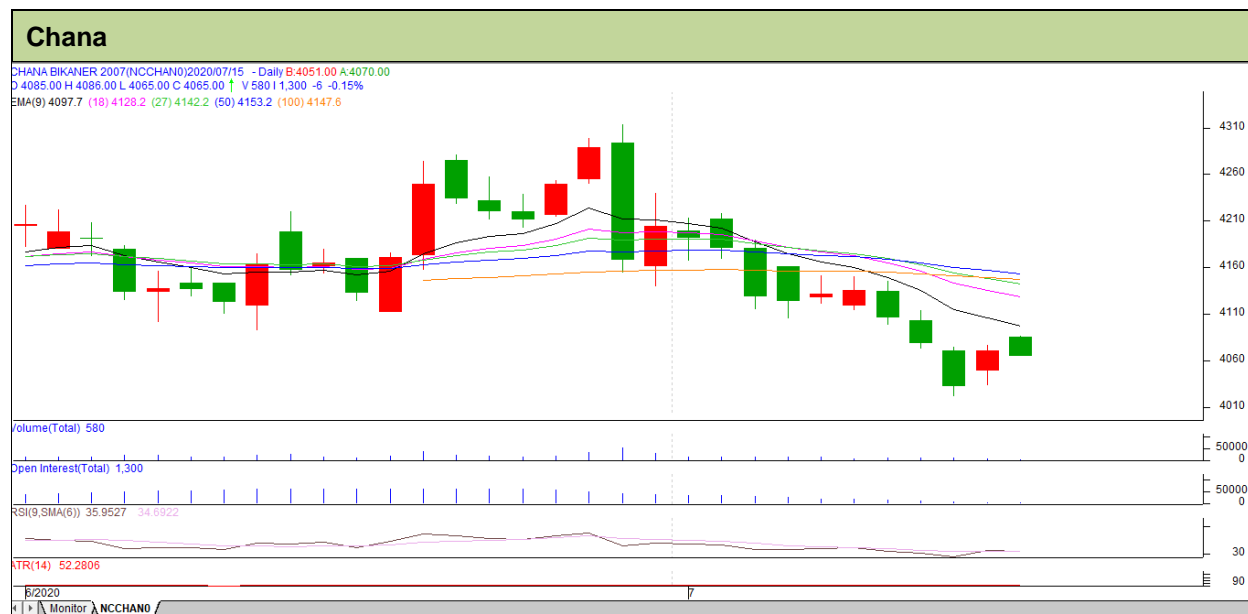 Chana
CHANA BIKANER 2007(NCCHAN0)2020/07/15 - Daily B:4051.00 A:4070.00
O 4085.00 H 4086.00 L 4065.00 C 4065.00 V 580 I 1,300 -6 -0.15%
EMA(9) 4097.7 (18) 4128.2 (27) 4142.2 (50) 4153.2 (100) 4147.6
4310
4260
4210
4160
4110
4060
4010
Volume(Total) 580
50000
0
Open Interest(Total) 1,300
50000
0
RSI(9,SMA(6)) 35.9527 34.6922
30
ATR(14) 52.2806
90
6/2020 7
Monitor NCCHAN0